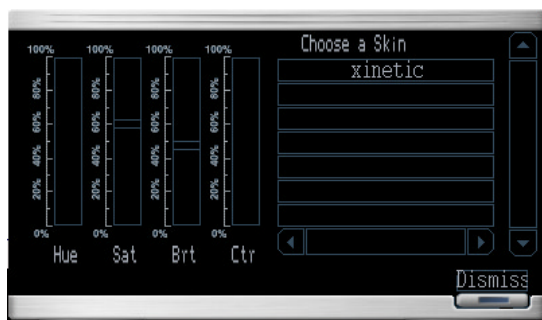 100% 100% 100% 100%
80% 80% 80% 80%
60% 60% 60% 60%
40% 40% 40% 40%
20% 20% 20% 20%
0% 0% 0% 0%
Hue Sat Brt Ctr
Choose a Skin
xinetic
Dismiss